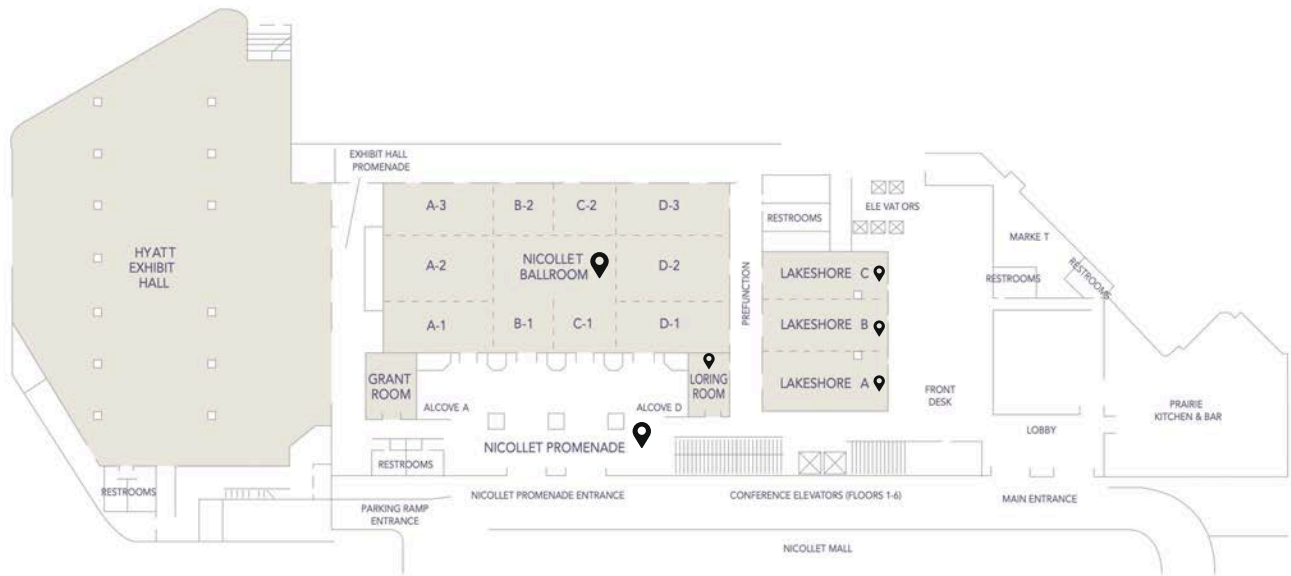 EXHIBIT HALL
PROMENADE
A-3
B-2
C-2
D-3
RESTROOMS
ELE VAT ORS
MARKE T
HYATT
EXHIBIT
HALL
A-2
NICOLLET
BALLROOM
D-2
PREFUNCTION
LAKESHORE C
RESTROOMS
RESTROOMS
A-1
B-1
C-1
D-1
LAKESHORE B
GRANT
ROOM
LORING
ROOM
LAKESHORE A
FRONT
DESK
ALCOVE A
ALCOVE D
PRAIRIE
KITCHEN & BAR
LOBBY
NICOLLET PROMENADE
RESTROOMS
RESTROOMS
NICOLLET PROMENADE ENTRANCE
CONFERENCE ELEVATORS (FLOORS 1-6)
MAIN ENTRANCE
PARKING RAMP
ENTRANCE
NICOLLET MALL